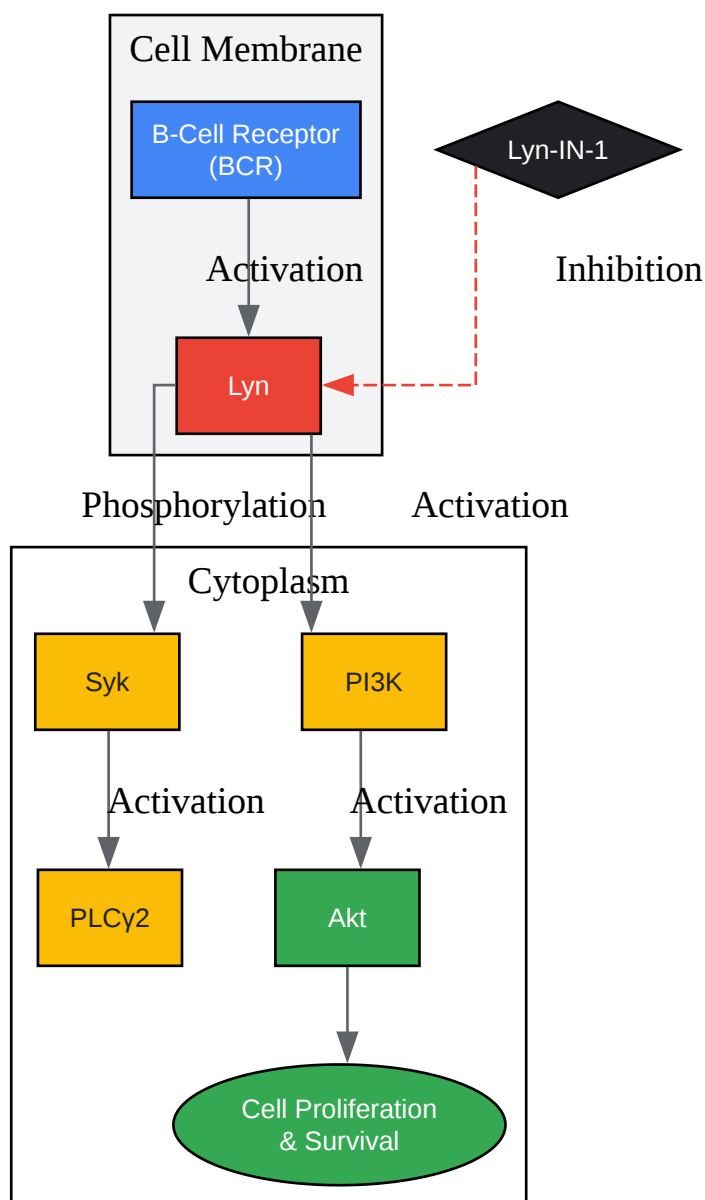 Cell Membrane
B-Cell Receptor
(BCR)
Lyn-IN-1
Activation
Inhibition
Lyn
Phosphorylation
Activation
Cytoplasm
Syk
PI3K
Activation
Activation
PLCγ2
Akt
Cell Proliferation
& Survival